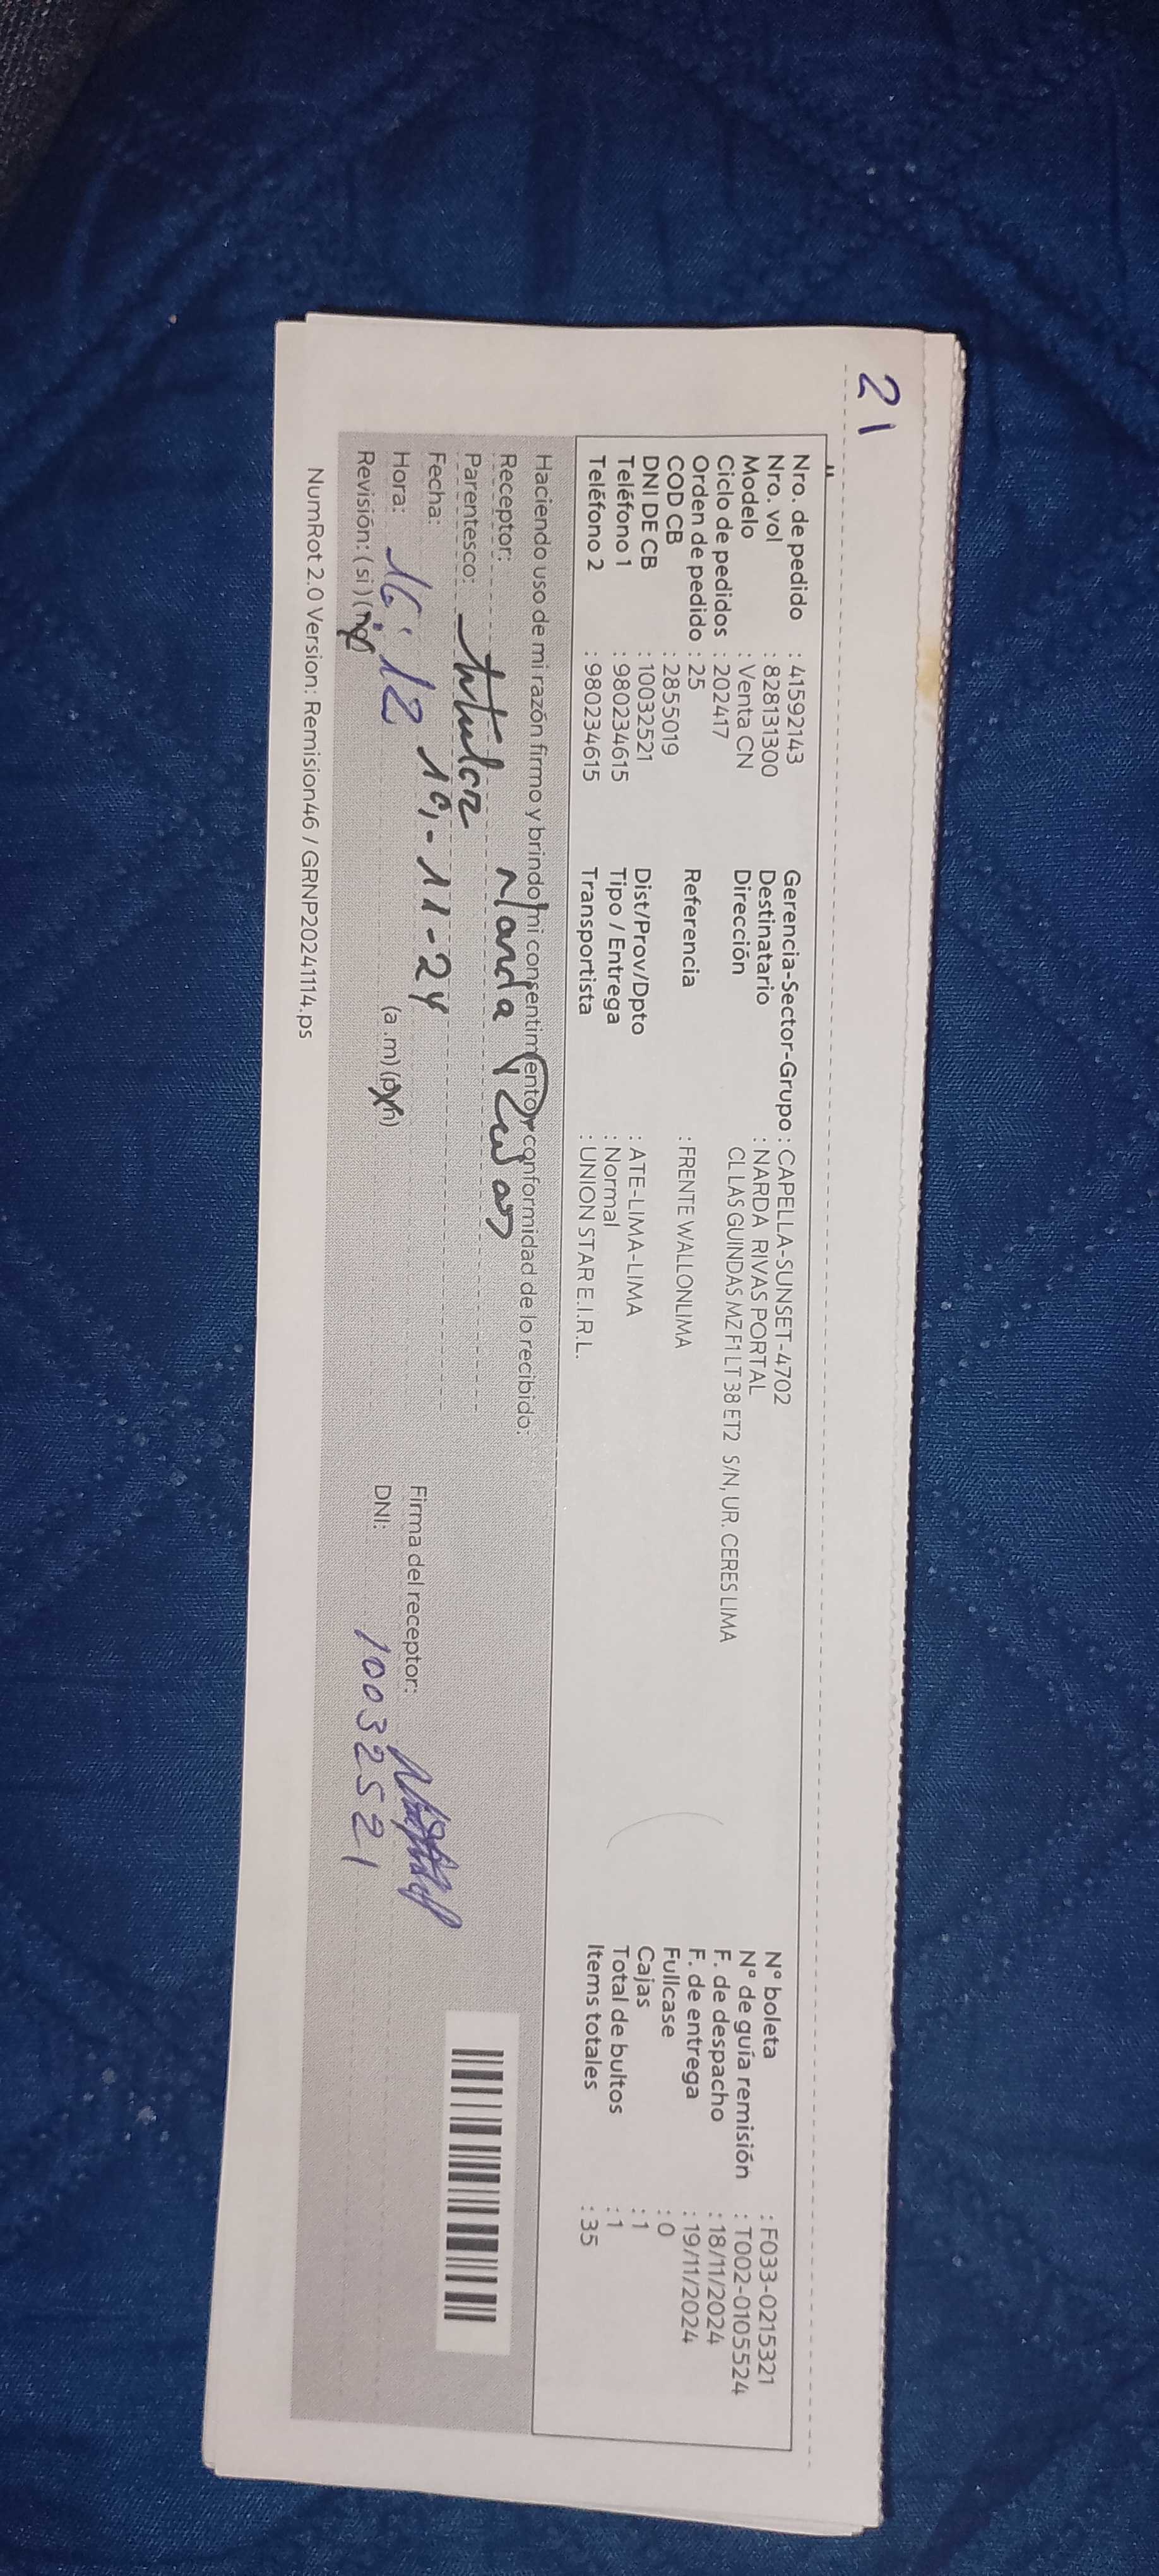 21
Nro. de pedido : 41592143
Nro. vol : 828131300
Modelo : Venta CN
Ciclo de pedidos : 202417
Orden de pedido : 25
COD CB : 2855019
DNI DE CB : 10032521
Teléfono 1 : 980234615
Teléfono 2 : 980234615
Gerencia-Sector-Grupo : CAPELLA-SUNSET-4702
Destinatario : NARDA RIVAS PORTAL
Dirección CL LAS GUINDAS MZ F1 LT 38 ET2 S/N, UR. CERES LIMA
Referencia : FRENTE WALLONLIMA
Dist/Prov/Dpto : ATE-LIMA-LIMA
Tipo / Entrega : Normal
Transportista : UNION STAR E.I.R.L.
N° boleta : F033-0215321
N° de guía remisión : T002-0105524
F. de despacho : 18/11/2024
F. de entrega : 19/11/2024
Fullcase : 0
Cajas : 1
Total de bultos : 1
Items totales : 35
Haciendo uso de mi razón firmo y brindo mi consentimiento y conformidad de lo recibido:
Receptor: Narda
Parentesco: titular
Fecha: -11-24
Hora: 16:12 (a .m) (p.m)
Revisión: ( si ) ( no)
Firma del receptor:
DNI: 10032521
NumRot 2.0 Version: Remision46 / GRNP20241114.ps